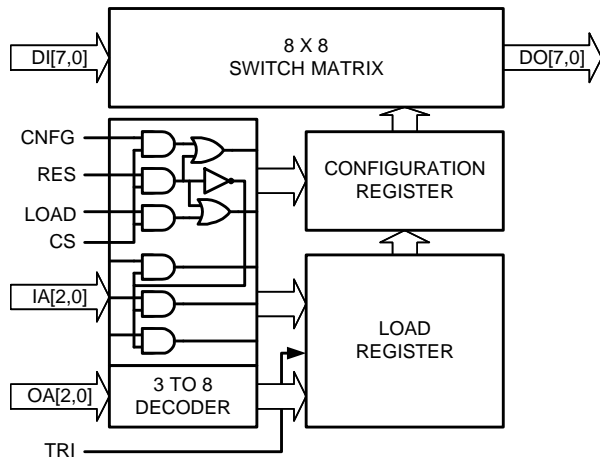 8 X 8
SWITCH MATRIX
DI[7,0]
DO[7,0]
CNFG
RES
LOAD
CS
CONFIGURATION
REGISTER
IA[2,0]
LOAD
REGISTER
OA[2,0]
3 TO 8
DECODER
TRI